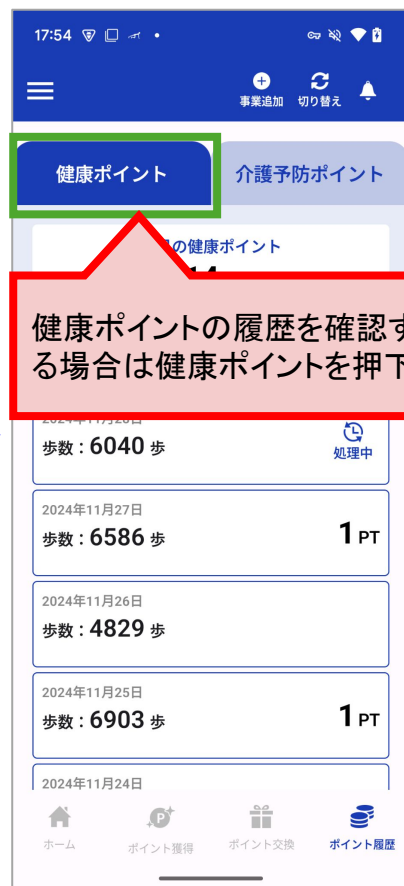 17:54
事業追加 切り替え
健康ポイント 介護予防ポイント
の健康ポイント
健康ポイントの履歴を確認す
る場合は健康ポイントを押下
歩数：6040 歩
処理中
2024年11月27日
歩数：6586 歩
1 PT
2024年11月26日
歩数：4829 歩
2024年11月25日
歩数：6903 歩
1 PT
2024年11月24日
ホーム ポイント獲得 ポイント交換 ポイント履歴